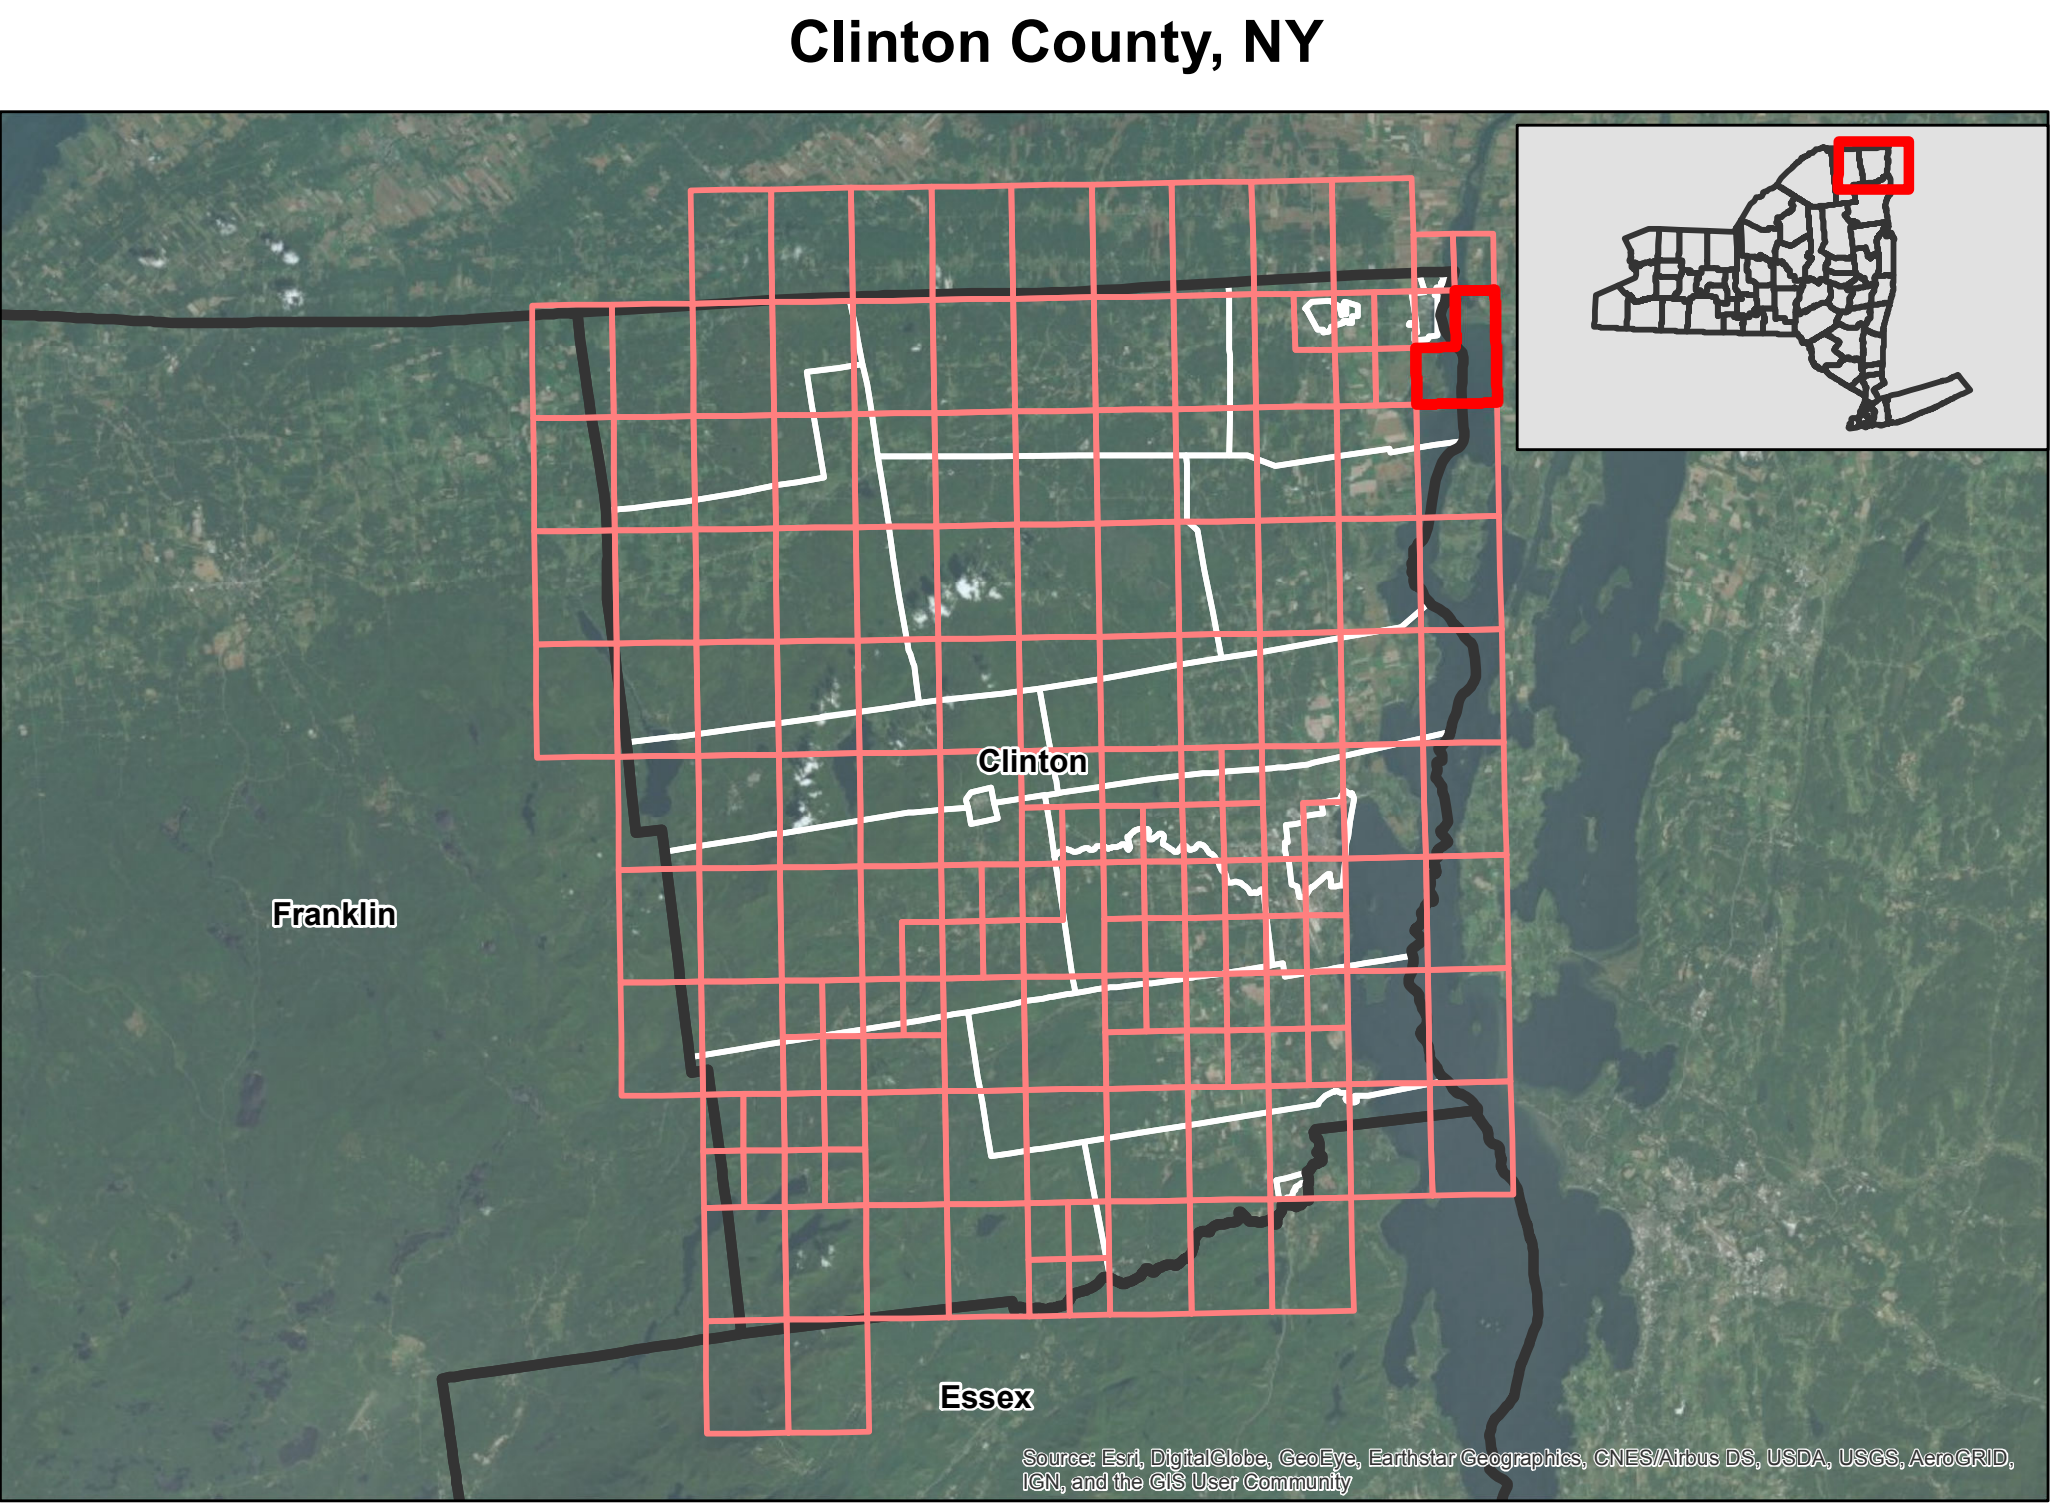 Clinton County, NY
Clinton
Franklin
Essex
Source: Esri, DigitalGlobe, GeoEye, Earthstar Geographics, CNES/Airbus DS, USDA, USGS, AeroGRID,
IGN, and the GIS User Community